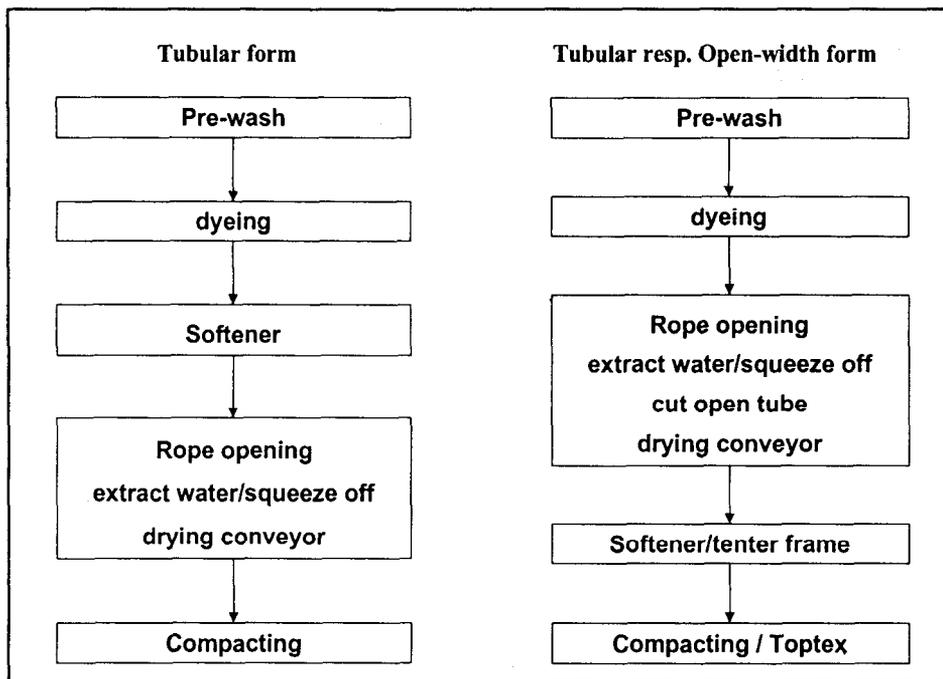 Tubular form
Pre-wash
dyeing
Softener
Rope opening
extract water/squeeze off
drying conveyor
Compacting
Tubular resp. Open-width form
Pre-wash
dyeing
Rope opening
extract water/squeeze off
cut open tube
drying conveyor
Softener/tenter frame
Compacting / Toptex